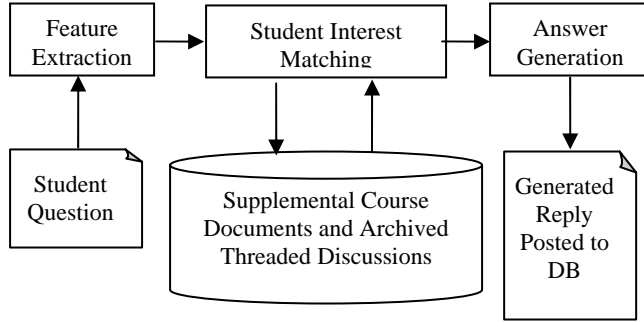 Feature
Extraction
Student Interest
Matching
Answer
Generation
Student
Question
Supplemental Course
Documents and Archived
Threaded Discussions
Generated
Reply
Posted to
DB